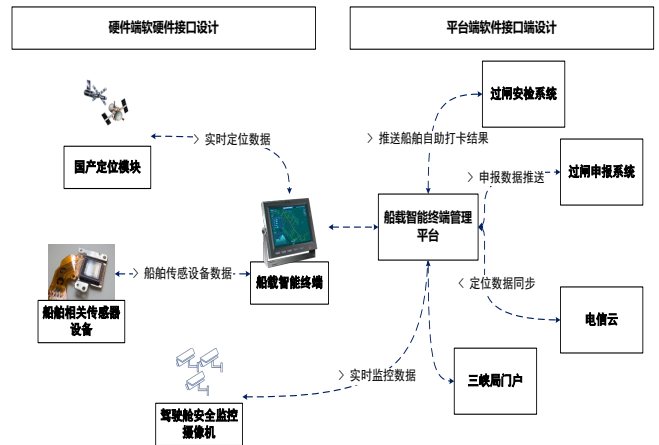 硬件端软硬件接口设计
平台端软件接口端设计
过闸安检系统
推送船舶自助打卡结果
实时定位数据
国产定位模块
申报数据推送
过闸申报系统
船载智能终端管理
平台
船舶传感设备数据
船载智能终端
定位数据同步
船舶相关传感器
设备
电信云
实时监控数据
三峡局门户
驾驶舱安全监控
摄像机